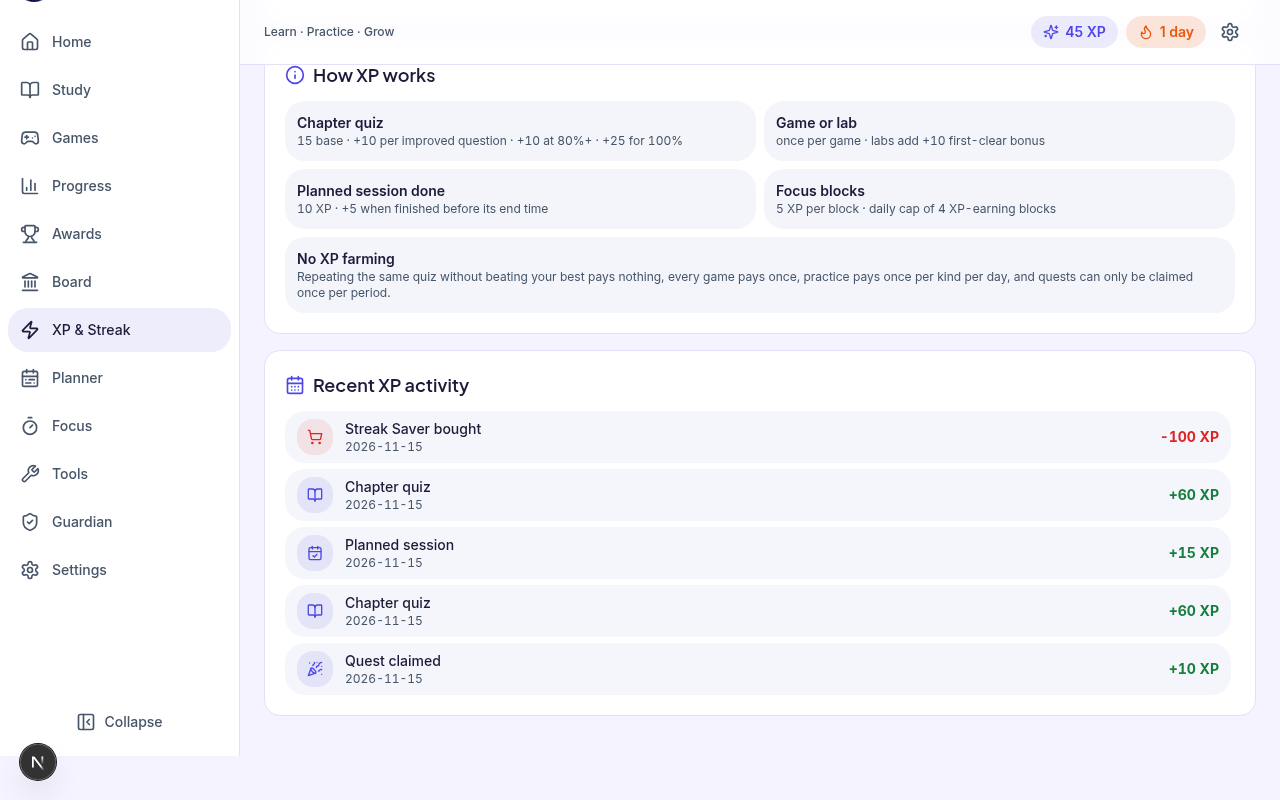 Home
Study
Games
Progress
Awards
Board
XP & Streak
Planner
Focus
Tools
Guardian
Settings
Collapse
N
Learn · Practice · Grow
45 XP
1 day
How XP works
Chapter quiz
15 base · +10 per improved question · +10 at 80%+ · +25 for 100%
Game or lab
once per game · labs add +10 first-clear bonus
Planned session done
10 XP · +5 when finished before its end time
Focus blocks
5 XP per block · daily cap of 4 XP-earning blocks
No XP farming
Repeating the same quiz without beating your best pays nothing, every game pays once, practice pays once per kind per day, and quests can only be claimed
once per period.
Recent XP activity
Streak Saver bought
2026-11-15
-100 XP
Chapter quiz
2026-11-15
+60 XP
Planned session
2026-11-15
+15 XP
Chapter quiz
2026-11-15
+60 XP
Quest claimed
2026-11-15
+10 XP